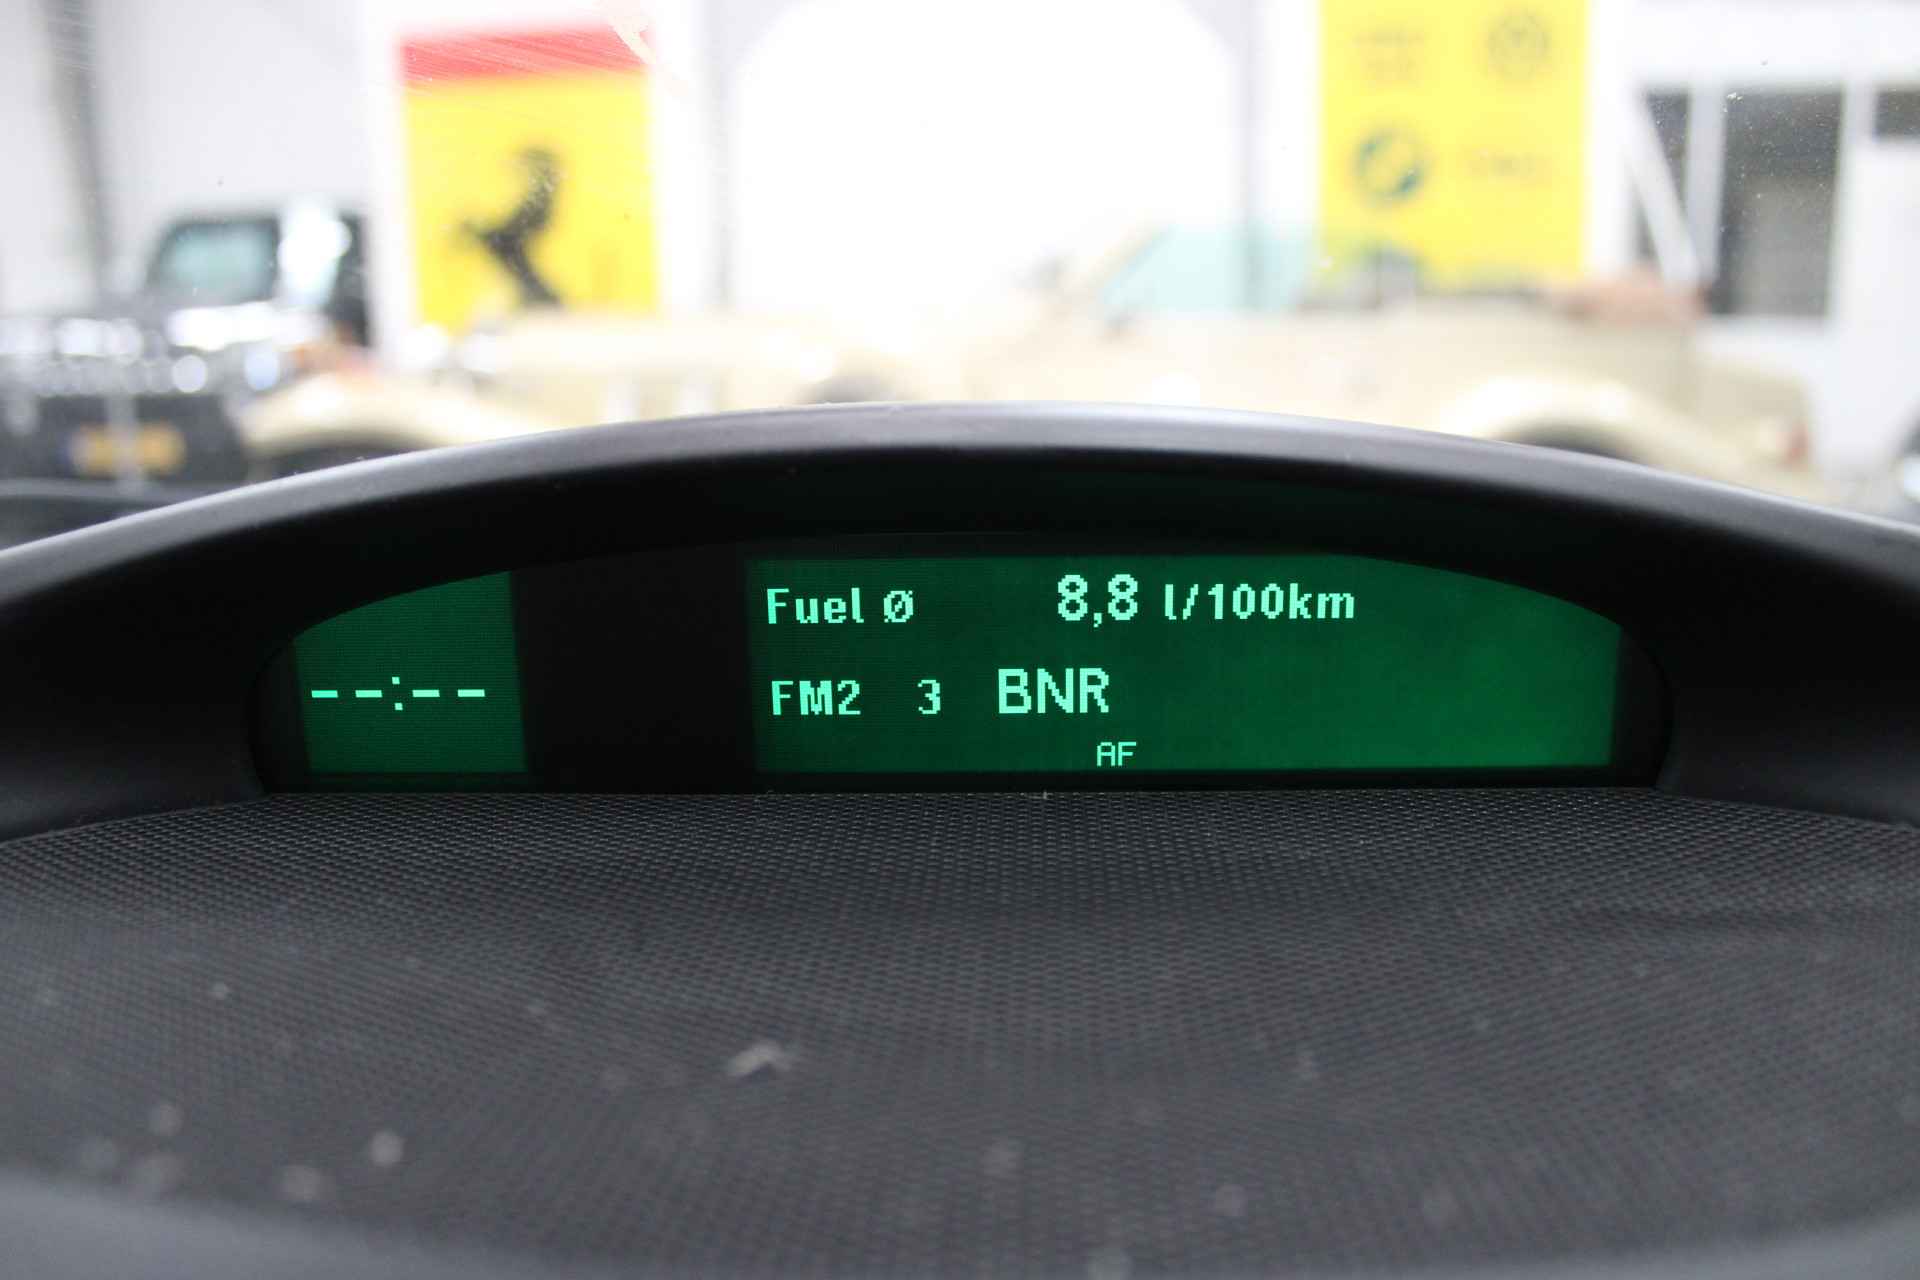 Fuel Ø 8,8 l/100km
--:--
FM2 3 BNR
AF